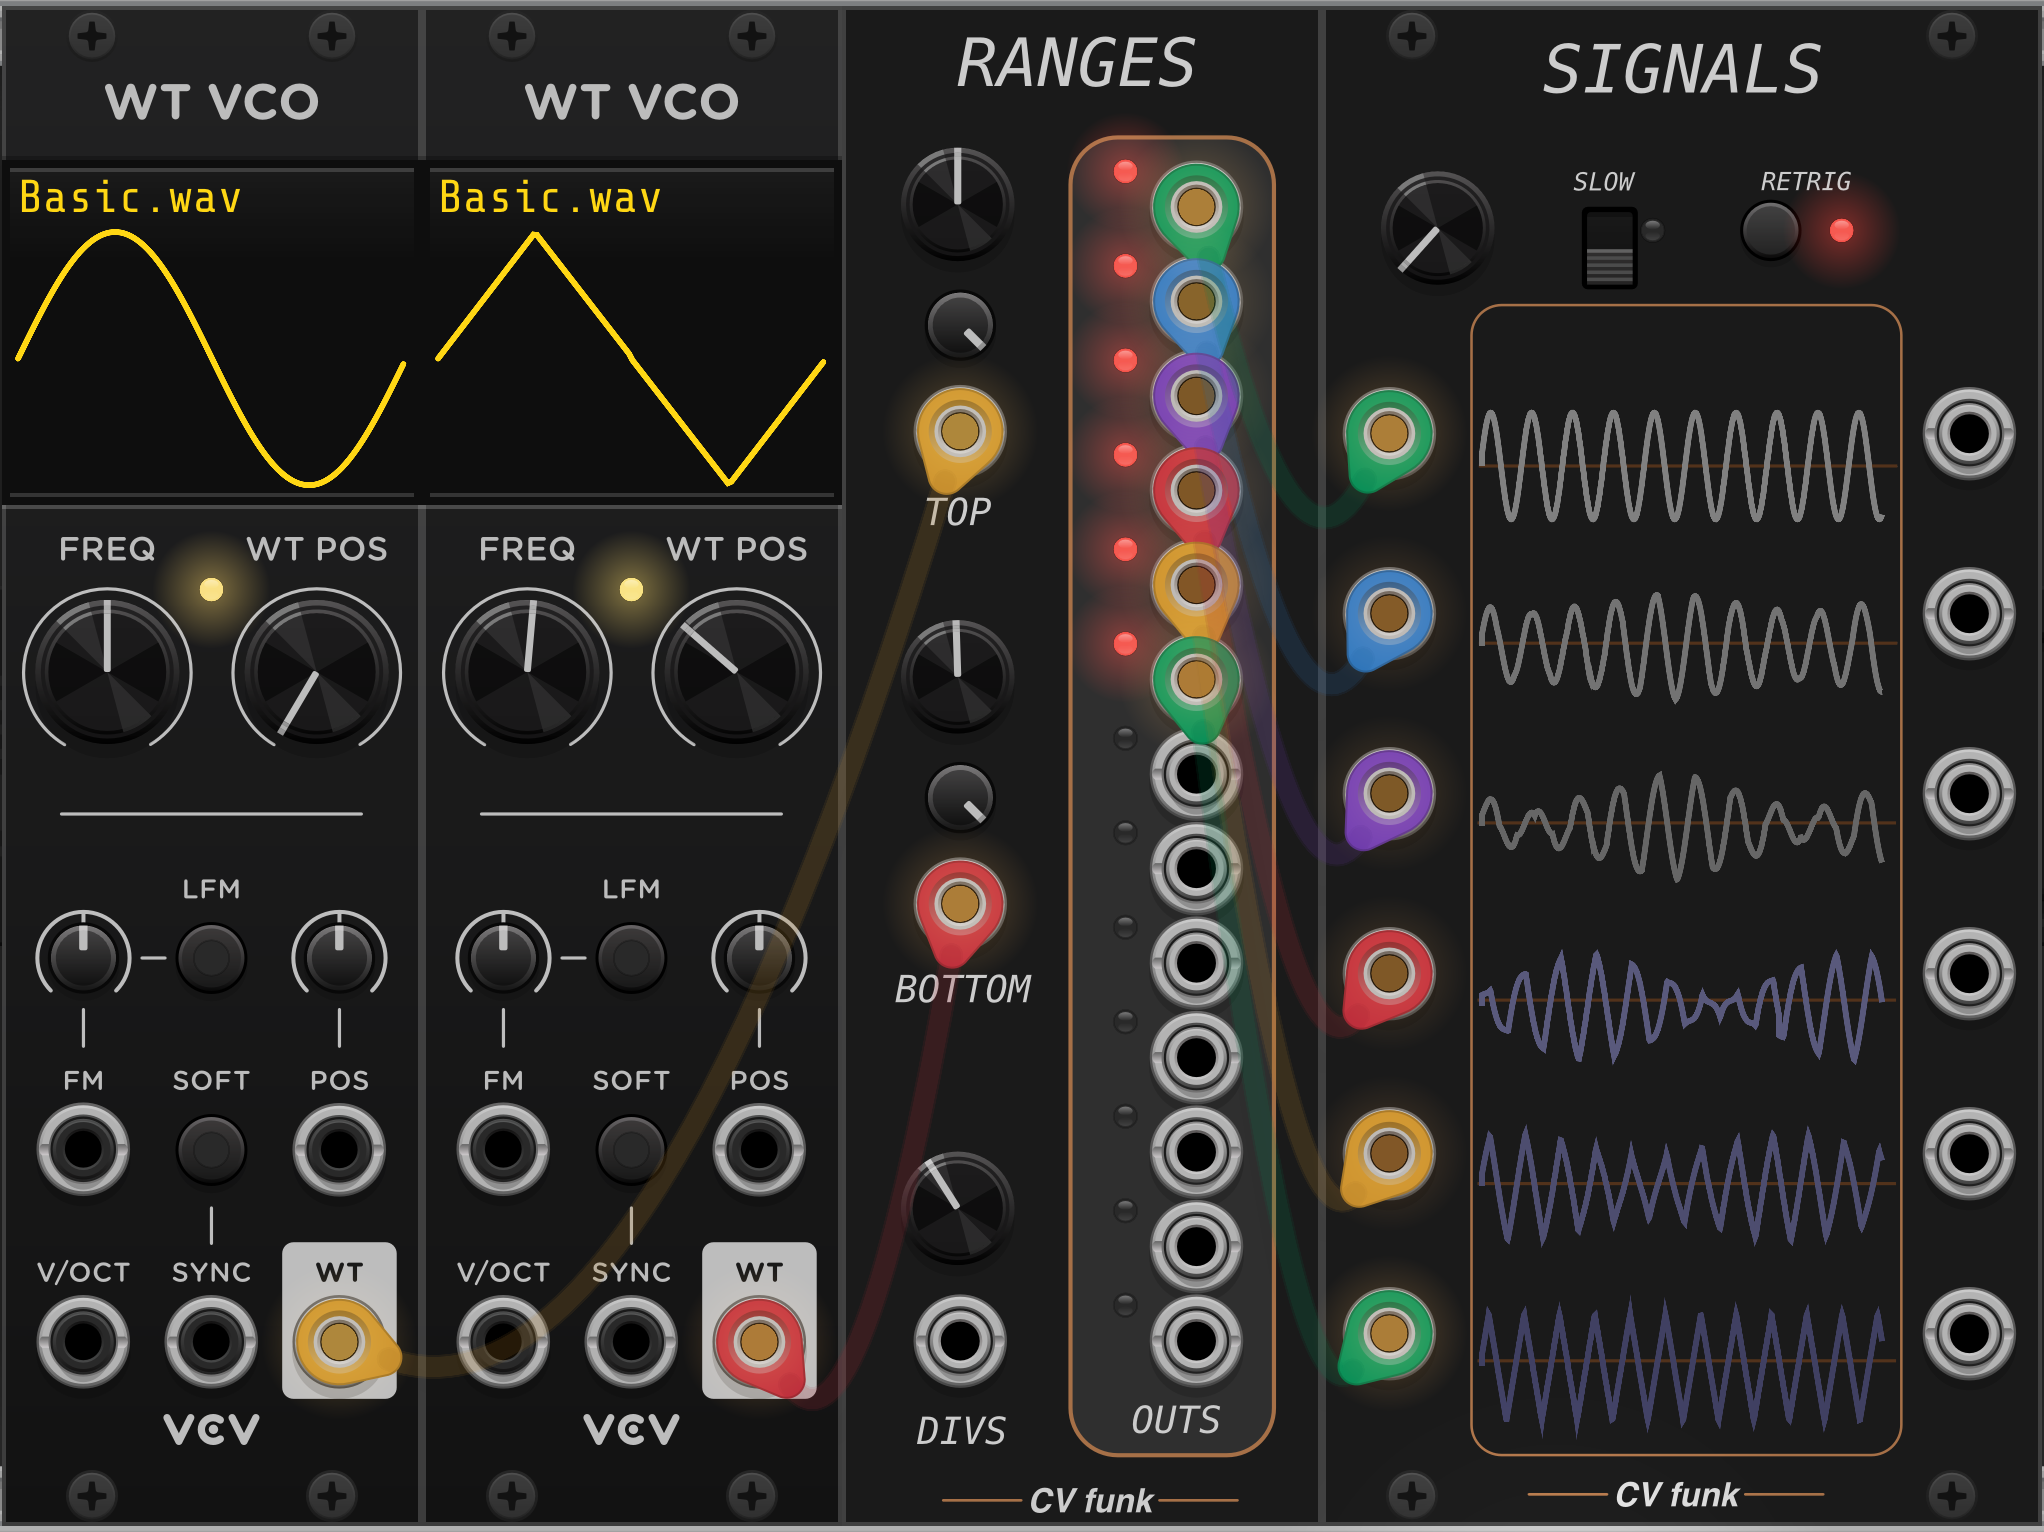 WT VCO
Basic.wav
FREQ WT POS
LFM
FM SOFT POS
V/OCT SYNC WT
VCV
WT VCO
Basic.wav
FREQ WT POS
LFM
FM SOFT POS
V/OCT SYNC WT
VCV
RANGES
TOP
BOTTOM
DIVS
OUTS
CV funk
SIGNALS
SLOW RETRIG
CV funk